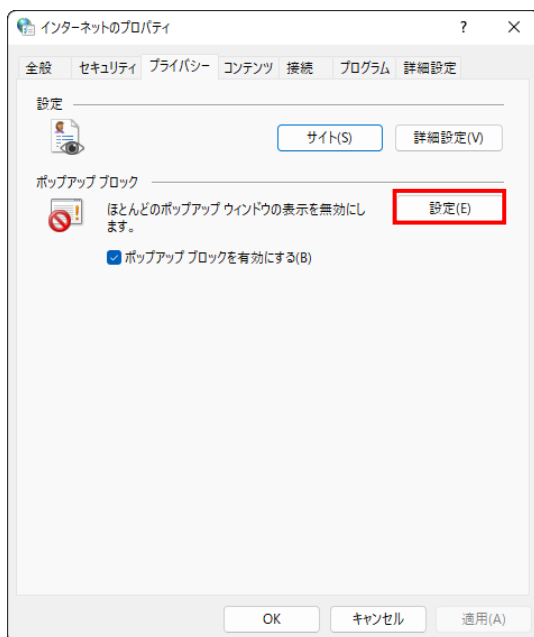 インターネットのプロパティ ? ×
全般 セキュリティ プライバシー コンテンツ 接続 プログラム 詳細設定
設定
サイト(S) 詳細設定(V)
ポップアップ ブロック
ほとんどのポップアップ ウィンドウの表示を無効にし 設定(E)
ます。
ポップアップ ブロックを有効にする(B)
OK キャンセル 適用(A)